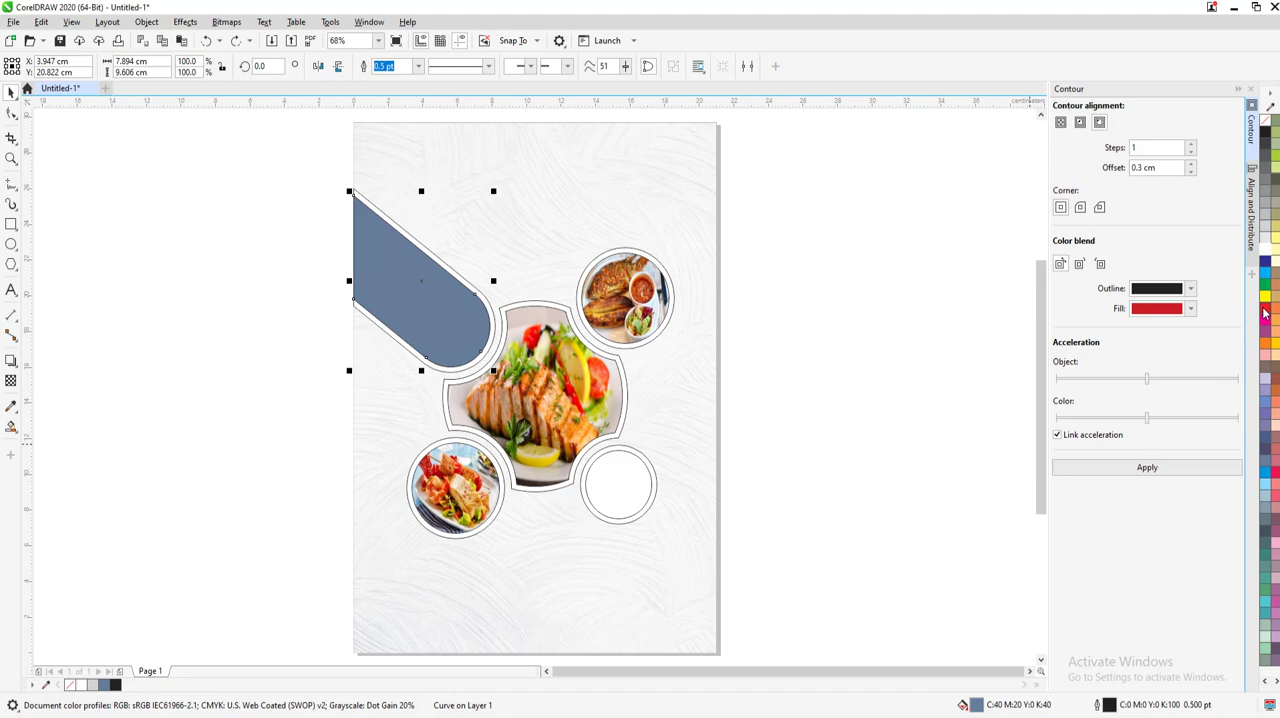 CorelDRAW 2020 (64-Bit) - Untitled-1*
File Edit View Layout Object Effects Bitmaps Text Table Tools Window Help
PDF 68% Snap To Launch
X: 3.947 cm 7.894 cm 100.0 % 0.0 ° 0.5 pt 51
Y: 20.822 cm 9.606 cm 100.0 %
Untitled-1*
centimeters
Contour
Contour alignment:
Steps: 1
Offset: 0.3 cm
Corner:
Color blend
Outline:
Fill:
Acceleration
Object:
Color:
Link acceleration
Apply
Contour
Align and Distribute
Activate Windows
Go to Settings to activate Windows.
1 of 1 Page 1
Document color profiles: RGB: sRGB IEC61966-2.1; CMYK: U.S. Web Coated (SWOP) v2; Grayscale: Dot Gain 20% Curve on Layer 1 C:40 M:20 Y:0 K:40 C:0 M:0 Y:0 K:100 0.500 pt